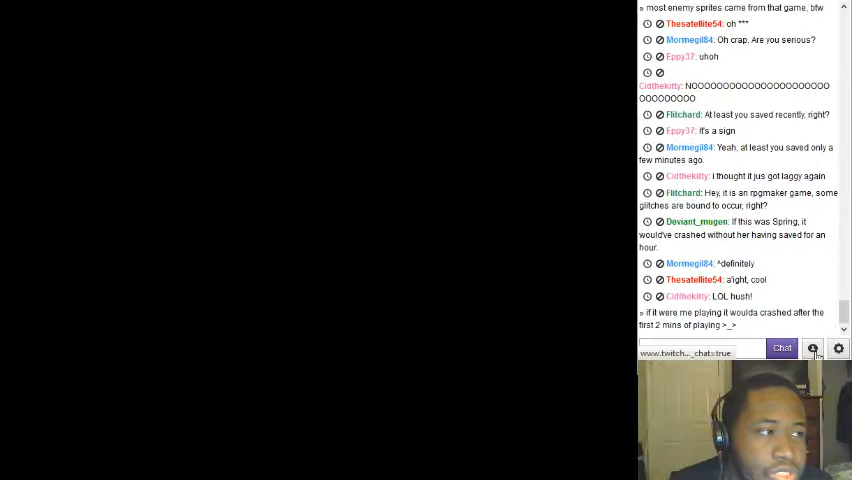 » most enemy sprites came from that game, btw
Thesatellite54: oh ***
Mormegil84: Oh crap. Are you serious?
Eppy37: uhoh
Cidthekitty: NOOOOOOOOOOOOOOOOOOOOOO
OOOOOOOOO
Flitchard: At least you saved recently, right?
Eppy37: It's a sign
Mormegil84: Yeah, at least you saved only a
few minutes ago.
Cidthekitty: i thought it jus got laggy again
Flitchard: Hey, it is an rpgmaker game, some
glitches are bound to occur, right?
Deviant_mugen: If this was Spring, it
would've crashed without her having saved for an
hour.
Mormegil84: ^definitely
Thesatellite54: a'ight, cool
Cidthekitty: LOL hush!
» if it were me playing it woulda crashed after the
first 2 mins of playing >_>
Chat
www.twitch..._chat=true